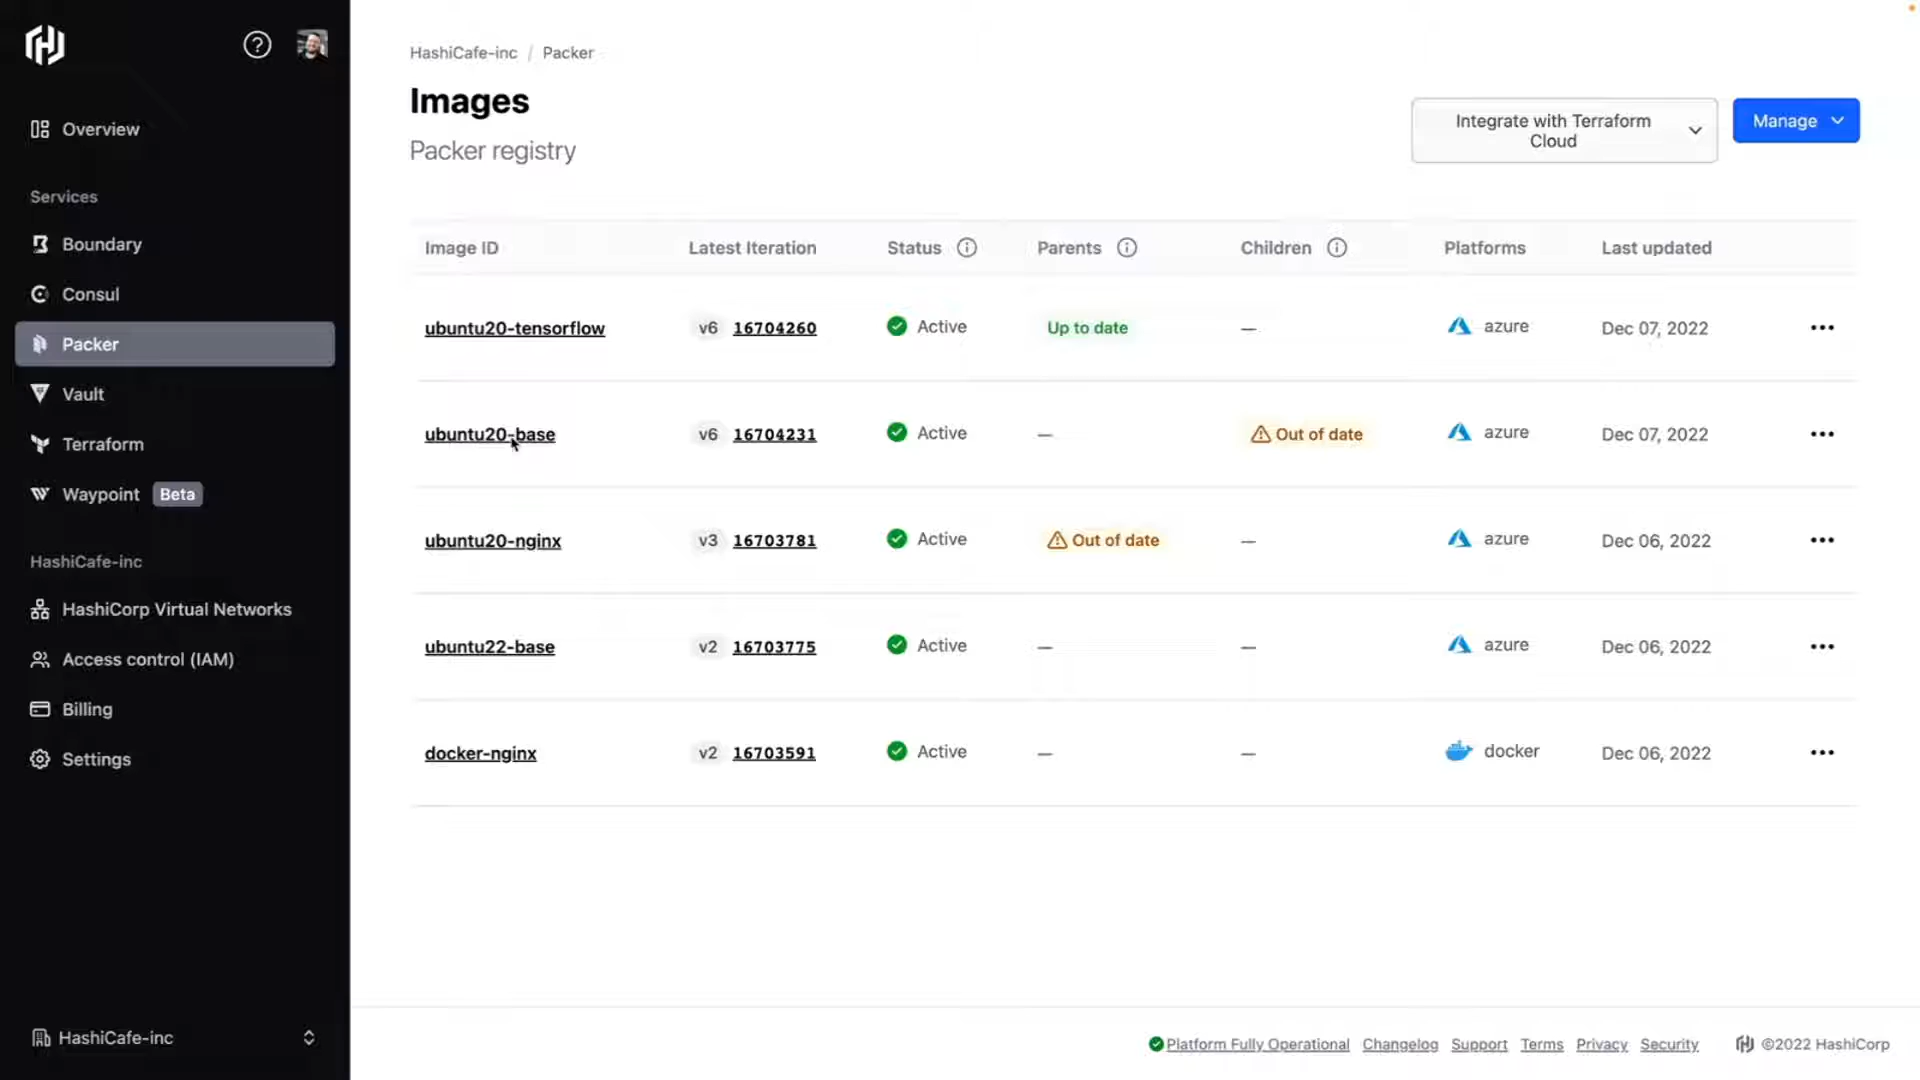 HashiCafe-inc / Packer
Images
Packer registry
Integrate with Terraform
Cloud
Manage
Overview
Services
Boundary
Consul
Packer
Vault
Terraform
Waypoint Beta
HashiCafe-inc
HashiCorp Virtual Networks
Access control (IAM)
Billing
Settings
HashiCafe-inc
Image ID Latest Iteration Status Parents Children Platforms Last updated
ubuntu20-tensorflow v6 16704260 Active Up to date — azure Dec 07, 2022
ubuntu20-base v6 16704231 Active — Out of date azure Dec 07, 2022
ubuntu20-nginx v3 16703781 Active Out of date — azure Dec 06, 2022
ubuntu22-base v2 16703775 Active — — azure Dec 06, 2022
docker-nginx v2 16703591 Active — — docker Dec 06, 2022
Platform Fully Operational Changelog Support Terms Privacy Security ©2022 HashiCorp